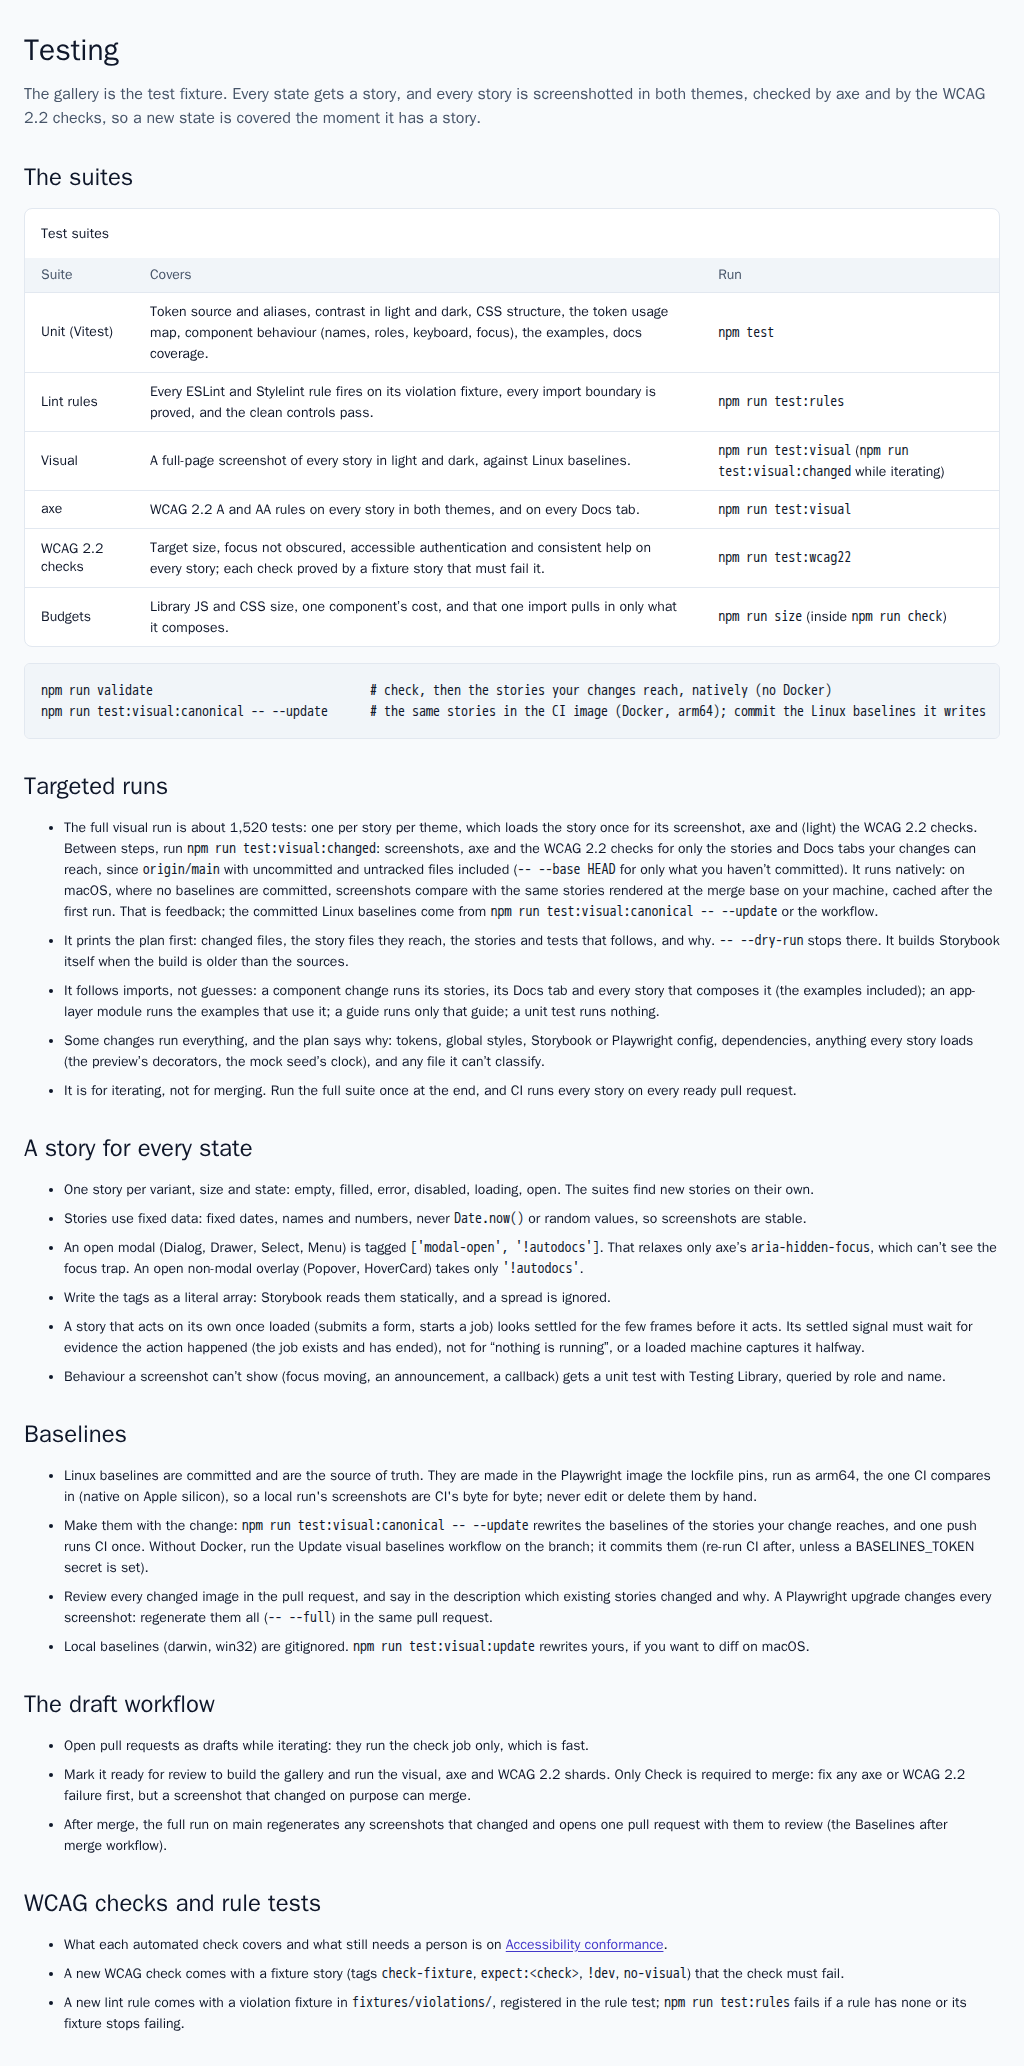 Testing
The gallery is the test fixture. Every state gets a story, and every story is screenshotted in both themes, checked by axe and by the WCAG
2.2 checks, so a new state is covered the moment it has a story.
The suites
Test suites
Suite Covers Run
Unit (Vitest) Token source and aliases, contrast in light and dark, CSS structure, the token usage
map, component behaviour (names, roles, keyboard, focus), the examples, docs
coverage. npm test
Lint rules Every ESLint and Stylelint rule fires on its violation fixture, every import boundary is
proved, and the clean controls pass. npm run test:rules
Visual A full-page screenshot of every story in light and dark, against Linux baselines. npm run test:visual (npm run
test:visual:changed while iterating)
axe WCAG 2.2 A and AA rules on every story in both themes, and on every Docs tab. npm run test:visual
WCAG 2.2
checks Target size, focus not obscured, accessible authentication and consistent help on
every story; each check proved by a fixture story that must fail it. npm run test:wcag22
Budgets Library JS and CSS size, one component's cost, and that one import pulls in only what
it composes. npm run size (inside npm run check)
npm run validate # check, then the stories your changes reach, natively (no Docker)
npm run test:visual:canonical -- --update # the same stories in the CI image (Docker, arm64); commit the Linux baselines it writes
Targeted runs
• The full visual run is about 1,520 tests: one per story per theme, which loads the story once for its screenshot, axe and (light) the WCAG 2.2 checks.
Between steps, run npm run test:visual:changed: screenshots, axe and the WCAG 2.2 checks for only the stories and Docs tabs your changes can
reach, since origin/main with uncommitted and untracked files included (-- --base HEAD for only what you haven't committed). It runs natively: on
macOS, where no baselines are committed, screenshots compare with the same stories rendered at the merge base on your machine, cached after the
first run. That is feedback; the committed Linux baselines come from npm run test:visual:canonical -- --update or the workflow.
• It prints the plan first: changed files, the story files they reach, the stories and tests that follows, and why. -- --dry-run stops there. It builds Storybook
itself when the build is older than the sources.
• It follows imports, not guesses: a component change runs its stories, its Docs tab and every story that composes it (the examples included); an app-
layer module runs the examples that use it; a guide runs only that guide; a unit test runs nothing.
• Some changes run everything, and the plan says why: tokens, global styles, Storybook or Playwright config, dependencies, anything every story loads
(the preview's decorators, the mock seed's clock), and any file it can't classify.
• It is for iterating, not for merging. Run the full suite once at the end, and CI runs every story on every ready pull request.
A story for every state
• One story per variant, size and state: empty, filled, error, disabled, loading, open. The suites find new stories on their own.
• Stories use fixed data: fixed dates, names and numbers, never Date.now() or random values, so screenshots are stable.
• An open modal (Dialog, Drawer, Select, Menu) is tagged ['modal-open', '!autodocs']. That relaxes only axe's aria-hidden-focus, which can't see the
focus trap. An open non-modal overlay (Popover, HoverCard) takes only '!autodocs'.
• Write the tags as a literal array: Storybook reads them statically, and a spread is ignored.
• A story that acts on its own once loaded (submits a form, starts a job) looks settled for the few frames before it acts. Its settled signal must wait for
evidence the action happened (the job exists and has ended), not for “nothing is running”, or a loaded machine captures it halfway.
• Behaviour a screenshot can't show (focus moving, an announcement, a callback) gets a unit test with Testing Library, queried by role and name.
Baselines
• Linux baselines are committed and are the source of truth. They are made in the Playwright image the lockfile pins, run as arm64, the one CI compares
in (native on Apple silicon), so a local run's screenshots are CI's byte for byte; never edit or delete them by hand.
• Make them with the change: npm run test:visual:canonical -- --update rewrites the baselines of the stories your change reaches, and one push
runs CI once. Without Docker, run the Update visual baselines workflow on the branch; it commits them (re-run CI after, unless a BASELINES_TOKEN
secret is set).
• Review every changed image in the pull request, and say in the description which existing stories changed and why. A Playwright upgrade changes every
screenshot: regenerate them all (-- --full) in the same pull request.
• Local baselines (darwin, win32) are gitignored. npm run test:visual:update rewrites yours, if you want to diff on macOS.
The draft workflow
• Open pull requests as drafts while iterating: they run the check job only, which is fast.
• Mark it ready for review to build the gallery and run the visual, axe and WCAG 2.2 shards. Only Check is required to merge: fix any axe or WCAG 2.2
failure first, but a screenshot that changed on purpose can merge.
• After merge, the full run on main regenerates any screenshots that changed and opens one pull request with them to review (the Baselines after
merge workflow).
WCAG checks and rule tests
• What each automated check covers and what still needs a person is on Accessibility conformance.
• A new WCAG check comes with a fixture story (tags check-fixture, expect:<check>, !dev, no-visual) that the check must fail.
• A new lint rule comes with a violation fixture in fixtures/violations/, registered in the rule test; npm run test:rules fails if a rule has none or its
fixture stops failing.